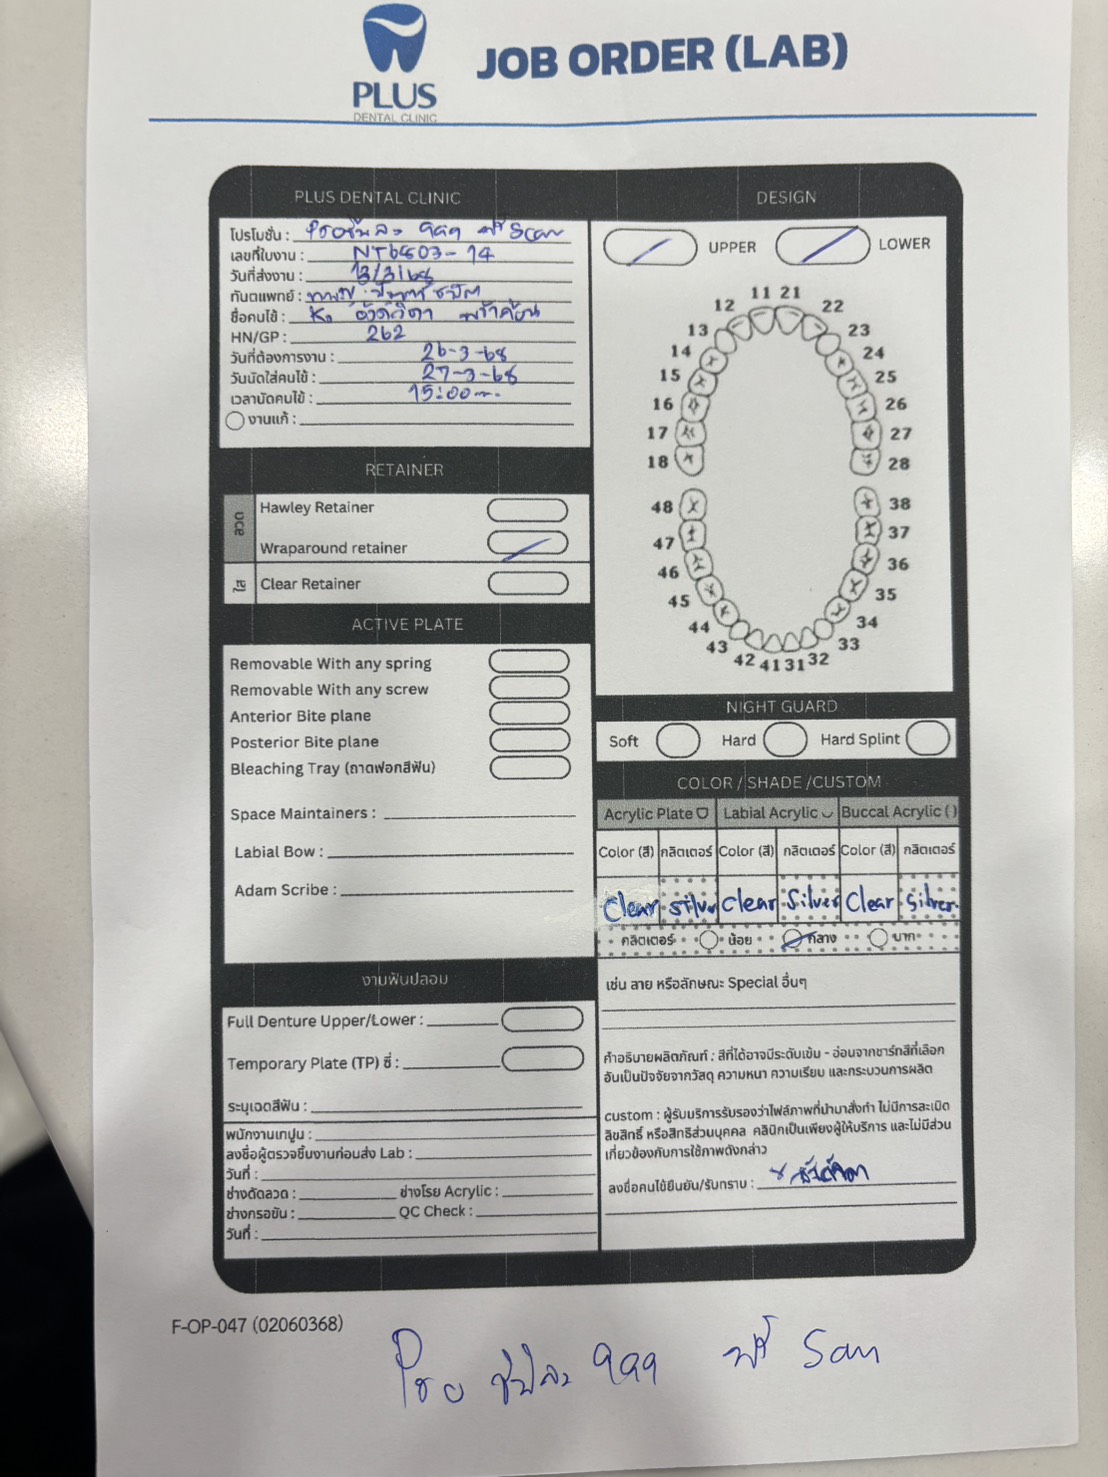 PLUS
DENTAL CLINIC
JOB ORDER (LAB)
PLUS DENTAL CLINIC
โปรโมชั่น : โปรชิ้นละ 999 ฟรี Scan
เลขที่ใบงาน : NT6803-14
วันที่ส่งงาน : 13/3/68
ทันตแพทย์ :
ชื่อคนไข้ : K.
HN/GP : 262
วันที่ต้องการงาน : 26-3-68
วันนัดใส่คนไข้ : 27-3-68
เวลานัดคนไข้ : 15:00 น.
งานแก้ :
RETAINER
ลวด
Hawley Retainer
Wraparound retainer
ใส
Clear Retainer
ACTIVE PLATE
Removable With any spring
Removable With any screw
Anterior Bite plane
Posterior Bite plane
Bleaching Tray (ถาดฟอกสีฟัน)
Space Maintainers :
Labial Bow :
Adam Scribe :
งานฟันปลอม
Full Denture Upper/Lower :
Temporary Plate (TP) ซี่ :
ระบุเฉดสีฟัน :
พนักงานเทปูน :
ลงชื่อผู้ตรวจชิ้นงานก่อนส่ง Lab :
วันที่ :
ช่างดัดลวด : ช่างโรย Acrylic :
ช่างกรอขัน : QC Check :
วันที่ :
DESIGN
UPPER LOWER
11 21
12 22
13 23
14 24
15 25
16 26
17 27
18 28
48 38
47 37
46 36
45 35
44 34
43 33
42 41 31 32
NIGHT GUARD
Soft Hard Hard Splint
COLOR / SHADE /CUSTOM
Acrylic Plate Labial Acrylic Buccal Acrylic ( )
Color (สี) กลิตเตอร์ Color (สี) กลิตเตอร์ Color (สี) กลิตเตอร์
Clear Silver Clear Silver Clear Silver
กลิตเตอร์ น้อย กลาง มาก
เช่น ลาย หรือลักษณะ Special อื่นๆ
คำอธิบายผลิตภัณฑ์ : สีที่ได้อาจมีระดับเข้ม - อ่อนจากชาร์ทสีที่เลือก
อันเป็นปัจจัยจากวัสดุ ความหนา ความเรียบ และกระบวนการผลิต
custom : ผู้รับบริการรับรองว่าไฟล์ภาพที่นำมาสั่งทำ ไม่มีการละเมิด
ลิขสิทธิ์ หรือสิทธิส่วนบุคคล คลินิกเป็นเพียงผู้ให้บริการ และไม่มีส่วน
เกี่ยวข้องกับการใช้ภาพดังกล่าว
ลงชื่อคนไข้ยืนยัน/รับทราบ :
F-OP-047 (02060368)
โปรชิ้นละ 999 ฟรี Scan